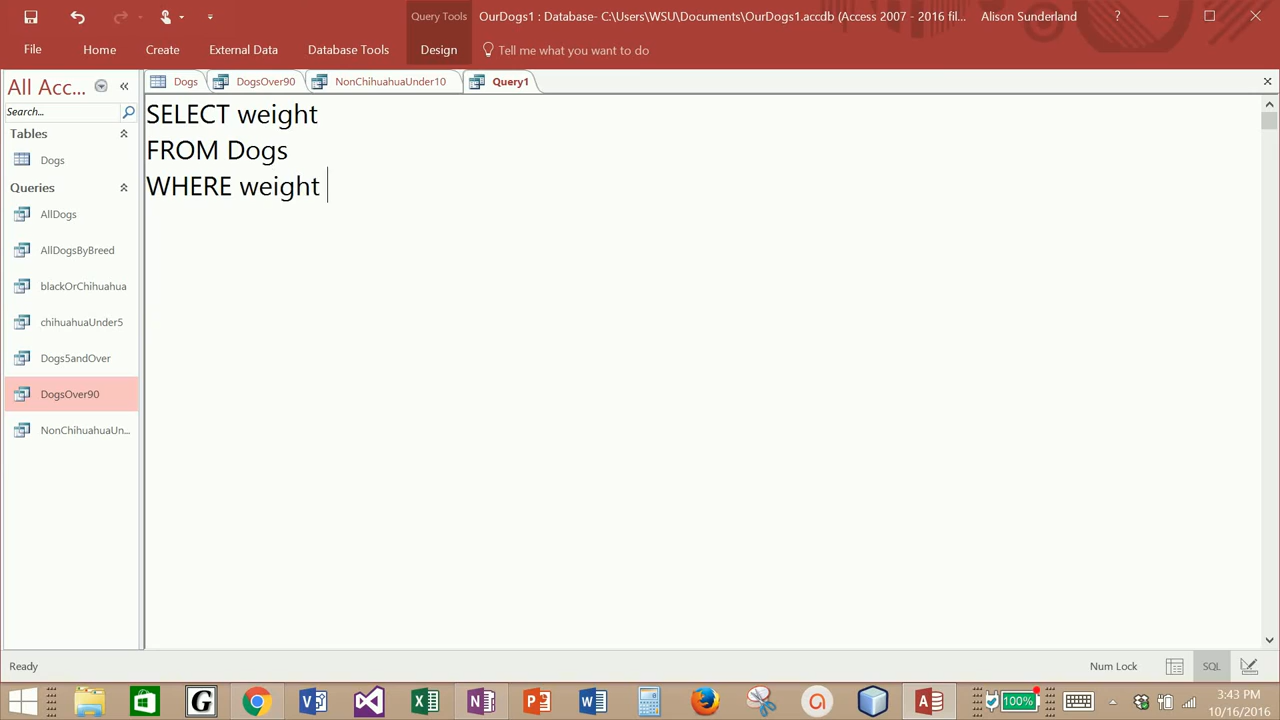 Query Tools
OurDogs1 : Database- C:\Users\WSU\Documents\OurDogs1.accdb (Access 2007 - 2016 fil...
Alison Sunderland
?
File
Home
Create
External Data
Database Tools
Design
Tell me what you want to do
All Acc...
Search...
Tables
Dogs
Queries
AllDogs
AllDogsByBreed
blackOrChihuahua
chihuahuaUnder5
Dogs5andOver
DogsOver90
NonChihuahuaUn...
Dogs
DogsOver90
NonChihuahuaUnder10
Query1
SELECT weight
FROM Dogs
WHERE weight
Ready
Num Lock
SQL
100%
3:43 PM
10/16/2016